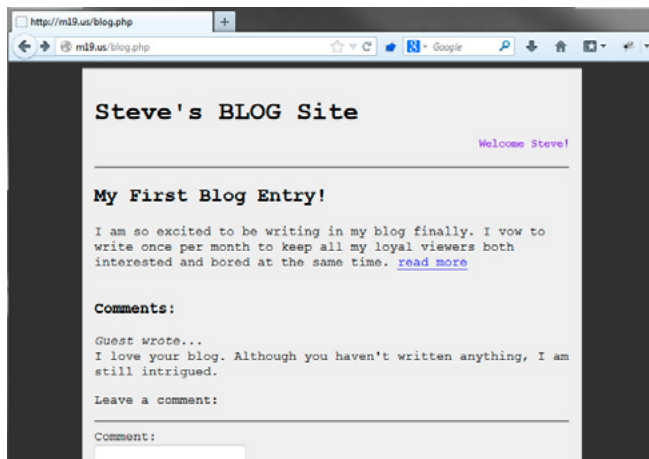 http://m19.us/blog.php
m19.us/blog.php
Google
Steve's BLOG Site
Welcome Steve!
My First Blog Entry!
I am so excited to be writing in my blog finally. I vow to
write once per month to keep all my loyal viewers both
interested and bored at the same time. read more
Comments:
Guest wrote...
I love your blog. Although you haven't written anything, I am
still intrigued.
Leave a comment:
Comment: